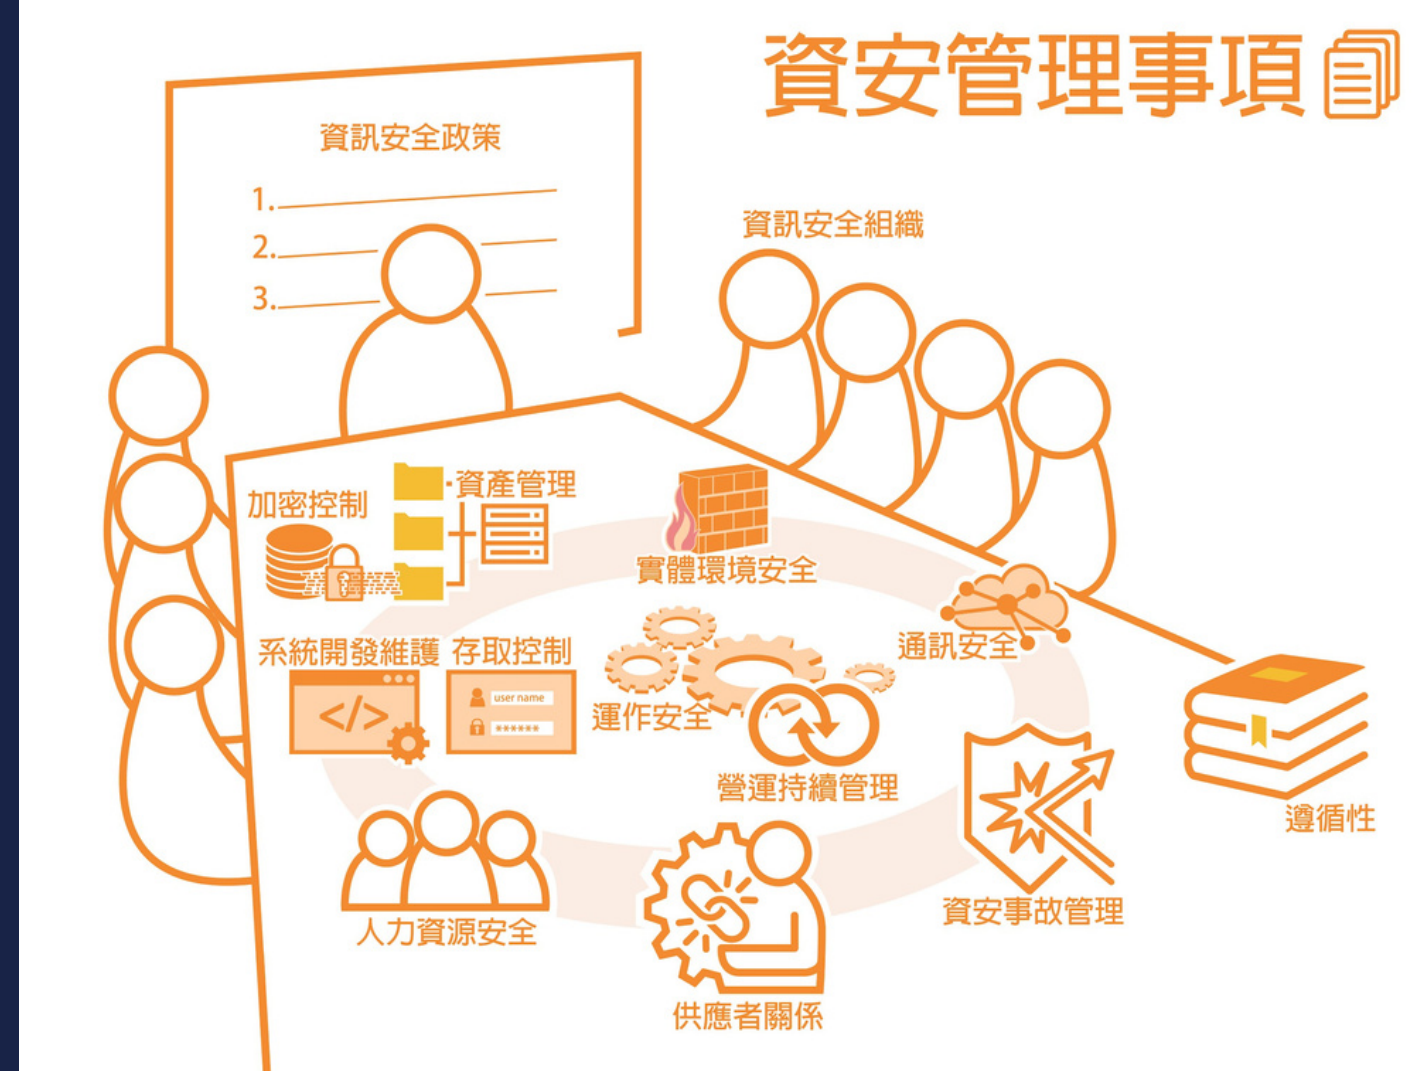 資安管理事項
資訊安全政策
1.
2.
3.
資訊安全組織
加密控制
資產管理
實體環境安全
通訊安全
系統開發維護
存取控制
</>
user name
******
運作安全
營運持續管理
遵循性
人力資源安全
資安事故管理
供應者關係